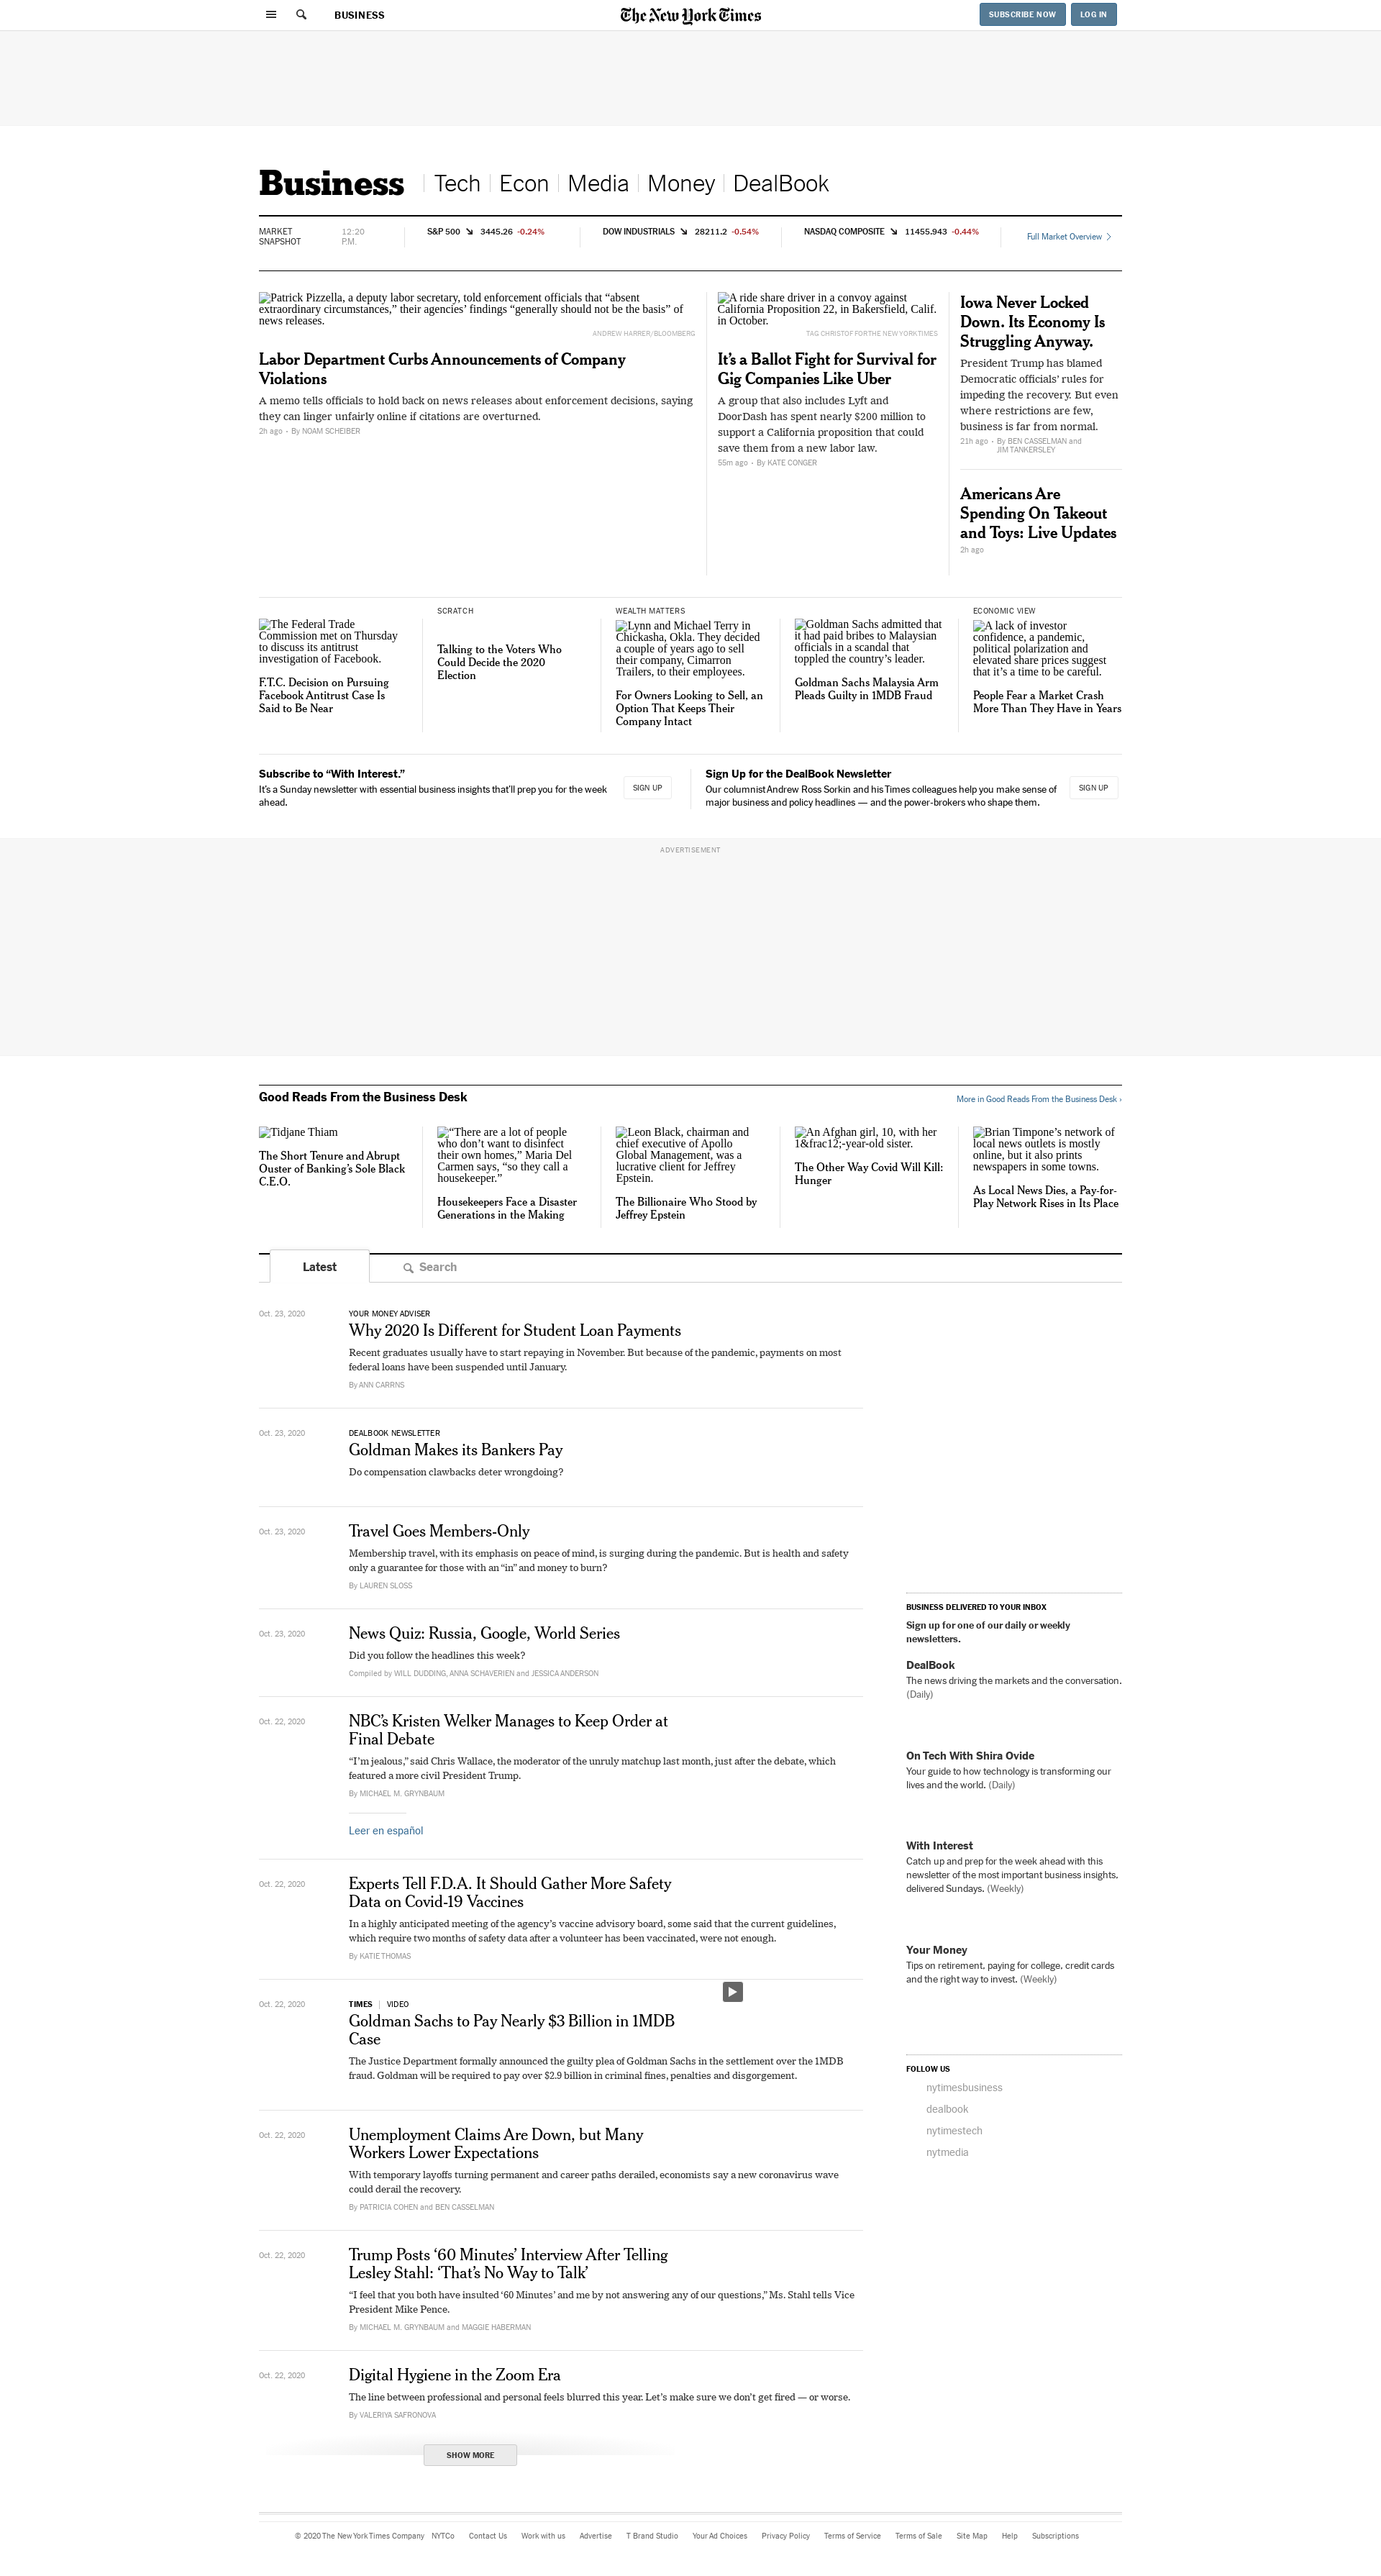 BUSINESS
The New York Times
SUBSCRIBE NOW
LOG IN
Business
Tech
Econ
Media
Money
DealBook
MARKET
SNAPSHOT
12:20
P.M.
S&P 500 ↘ 3445.26 -0.24%
DOW INDUSTRIALS ↘ 28211.2 -0.54%
NASDAQ COMPOSITE ↘ 11455.943 -0.44%
Full Market Overview
Patrick Pizzella, a deputy labor secretary, told enforcement officials that “absent
extraordinary circumstances,” their agencies’ findings “generally should not be the basis” of
news releases.
ANDREW HARRER/BLOOMBERG
Labor Department Curbs Announcements of Company
Violations
A memo tells officials to hold back on news releases about enforcement decisions, saying
they can linger unfairly online if citations are overturned.
2h ago • By NOAM SCHEIBER
A ride share driver in a convoy against
California Proposition 22, in Bakersfield, Calif.
in October.
TAG CHRISTOF FOR THE NEW YORK TIMES
It’s a Ballot Fight for Survival for
Gig Companies Like Uber
A group that also includes Lyft and
DoorDash has spent nearly $200 million to
support a California proposition that could
save them from a new labor law.
55m ago • By KATE CONGER
Iowa Never Locked
Down. Its Economy Is
Struggling Anyway.
President Trump has blamed
Democratic officials’ rules for
impeding the recovery. But even
where restrictions are few,
business is far from normal.
21h ago • By BEN CASSELMAN and
JIM TANKERSLEY
Americans Are
Spending On Takeout
and Toys: Live Updates
2h ago
The Federal Trade
Commission met on Thursday
to discuss its antitrust
investigation of Facebook.
F.T.C. Decision on Pursuing
Facebook Antitrust Case Is
Said to Be Near
SCRATCH
Talking to the Voters Who
Could Decide the 2020
Election
WEALTH MATTERS
Lynn and Michael Terry in
Chickasha, Okla. They decided
a couple of years ago to sell
their company, Cimarron
Trailers, to their employees.
For Owners Looking to Sell, an
Option That Keeps Their
Company Intact
Goldman Sachs admitted that
it had paid bribes to Malaysian
officials in a scandal that
toppled the country’s leader.
Goldman Sachs Malaysia Arm
Pleads Guilty in 1MDB Fraud
ECONOMIC VIEW
A lack of investor
confidence, a pandemic,
political polarization and
elevated share prices suggest
that it’s a time to be careful.
People Fear a Market Crash
More Than They Have in Years
Subscribe to “With Interest.”
It’s a Sunday newsletter with essential business insights that’ll prep you for the week
ahead.
SIGN UP
Sign Up for the DealBook Newsletter
Our columnist Andrew Ross Sorkin and his Times colleagues help you make sense of
major business and policy headlines — and the power-brokers who shape them.
SIGN UP
ADVERTISEMENT
Good Reads From the Business Desk
More in Good Reads From the Business Desk ›
Tidjane Thiam
The Short Tenure and Abrupt
Ouster of Banking’s Sole Black
C.E.O.
“There are a lot of people
who don’t want to disinfect
their own homes,” Maria Del
Carmen says, “so they call a
housekeeper.”
Housekeepers Face a Disaster
Generations in the Making
Leon Black, chairman and
chief executive of Apollo
Global Management, was a
lucrative client for Jeffrey
Epstein.
The Billionaire Who Stood by
Jeffrey Epstein
An Afghan girl, 10, with her
1&frac12;-year-old sister.
The Other Way Covid Will Kill:
Hunger
Brian Timpone’s network of
local news outlets is mostly
online, but it also prints
newspapers in some towns.
As Local News Dies, a Pay-for-
Play Network Rises in Its Place
Latest
Search
Oct. 23, 2020
YOUR MONEY ADVISER
Why 2020 Is Different for Student Loan Payments
Recent graduates usually have to start repaying in November. But because of the pandemic, payments on most
federal loans have been suspended until January.
By ANN CARRNS
Oct. 23, 2020
DEALBOOK NEWSLETTER
Goldman Makes its Bankers Pay
Do compensation clawbacks deter wrongdoing?
Oct. 23, 2020
Travel Goes Members-Only
Membership travel, with its emphasis on peace of mind, is surging during the pandemic. But is health and safety
only a guarantee for those with an “in” and money to burn?
By LAUREN SLOSS
Oct. 23, 2020
News Quiz: Russia, Google, World Series
Did you follow the headlines this week?
Compiled by WILL DUDDING, ANNA SCHAVERIEN and JESSICA ANDERSON
Oct. 22, 2020
NBC’s Kristen Welker Manages to Keep Order at
Final Debate
“I’m jealous,” said Chris Wallace, the moderator of the unruly matchup last month, just after the debate, which
featured a more civil President Trump.
By MICHAEL M. GRYNBAUM
Leer en español
Oct. 22, 2020
Experts Tell F.D.A. It Should Gather More Safety
Data on Covid-19 Vaccines
In a highly anticipated meeting of the agency’s vaccine advisory board, some said that the current guidelines,
which require two months of safety data after a volunteer has been vaccinated, were not enough.
By KATIE THOMAS
Oct. 22, 2020
TIMES | VIDEO
Goldman Sachs to Pay Nearly $3 Billion in 1MDB
Case
The Justice Department formally announced the guilty plea of Goldman Sachs in the settlement over the 1MDB
fraud. Goldman will be required to pay over $2.9 billion in criminal fines, penalties and disgorgement.
Oct. 22, 2020
Unemployment Claims Are Down, but Many
Workers Lower Expectations
With temporary layoffs turning permanent and career paths derailed, economists say a new coronavirus wave
could derail the recovery.
By PATRICIA COHEN and BEN CASSELMAN
Oct. 22, 2020
Trump Posts ‘60 Minutes’ Interview After Telling
Lesley Stahl: ‘That’s No Way to Talk’
“I feel that you both have insulted ‘60 Minutes’ and me by not answering any of our questions,” Ms. Stahl tells Vice
President Mike Pence.
By MICHAEL M. GRYNBAUM and MAGGIE HABERMAN
Oct. 22, 2020
Digital Hygiene in the Zoom Era
The line between professional and personal feels blurred this year. Let’s make sure we don’t get fired — or worse.
By VALERIYA SAFRONOVA
SHOW MORE
BUSINESS DELIVERED TO YOUR INBOX
Sign up for one of our daily or weekly
newsletters.
DealBook
The news driving the markets and the conversation.
(Daily)
On Tech With Shira Ovide
Your guide to how technology is transforming our
lives and the world. (Daily)
With Interest
Catch up and prep for the week ahead with this
newsletter of the most important business insights,
delivered Sundays. (Weekly)
Your Money
Tips on retirement, paying for college, credit cards
and the right way to invest. (Weekly)
FOLLOW US
nytimesbusiness
dealbook
nytimestech
nytmedia
© 2020 The New York Times Company NYTCo Contact Us Work with us Advertise T Brand Studio Your Ad Choices Privacy Policy Terms of Service Terms of Sale Site Map Help Subscriptions